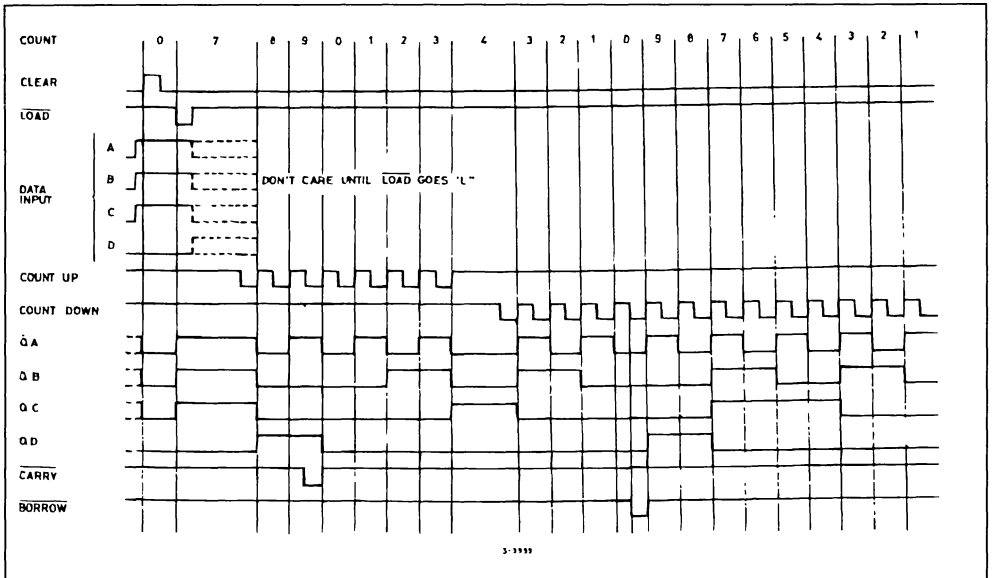 COUNT 0 7 8 9 0 1 2 3 4 3 2 1 0 9 8 7 6 5 4 3 2 1
CLEAR
LOAD
A
B
DATA INPUT
DON'T CARE UNTIL LOAD GOES "L"
C
D
COUNT UP
COUNT DOWN
QA
QB
QC
QD
CARRY
BORROW
S-3999